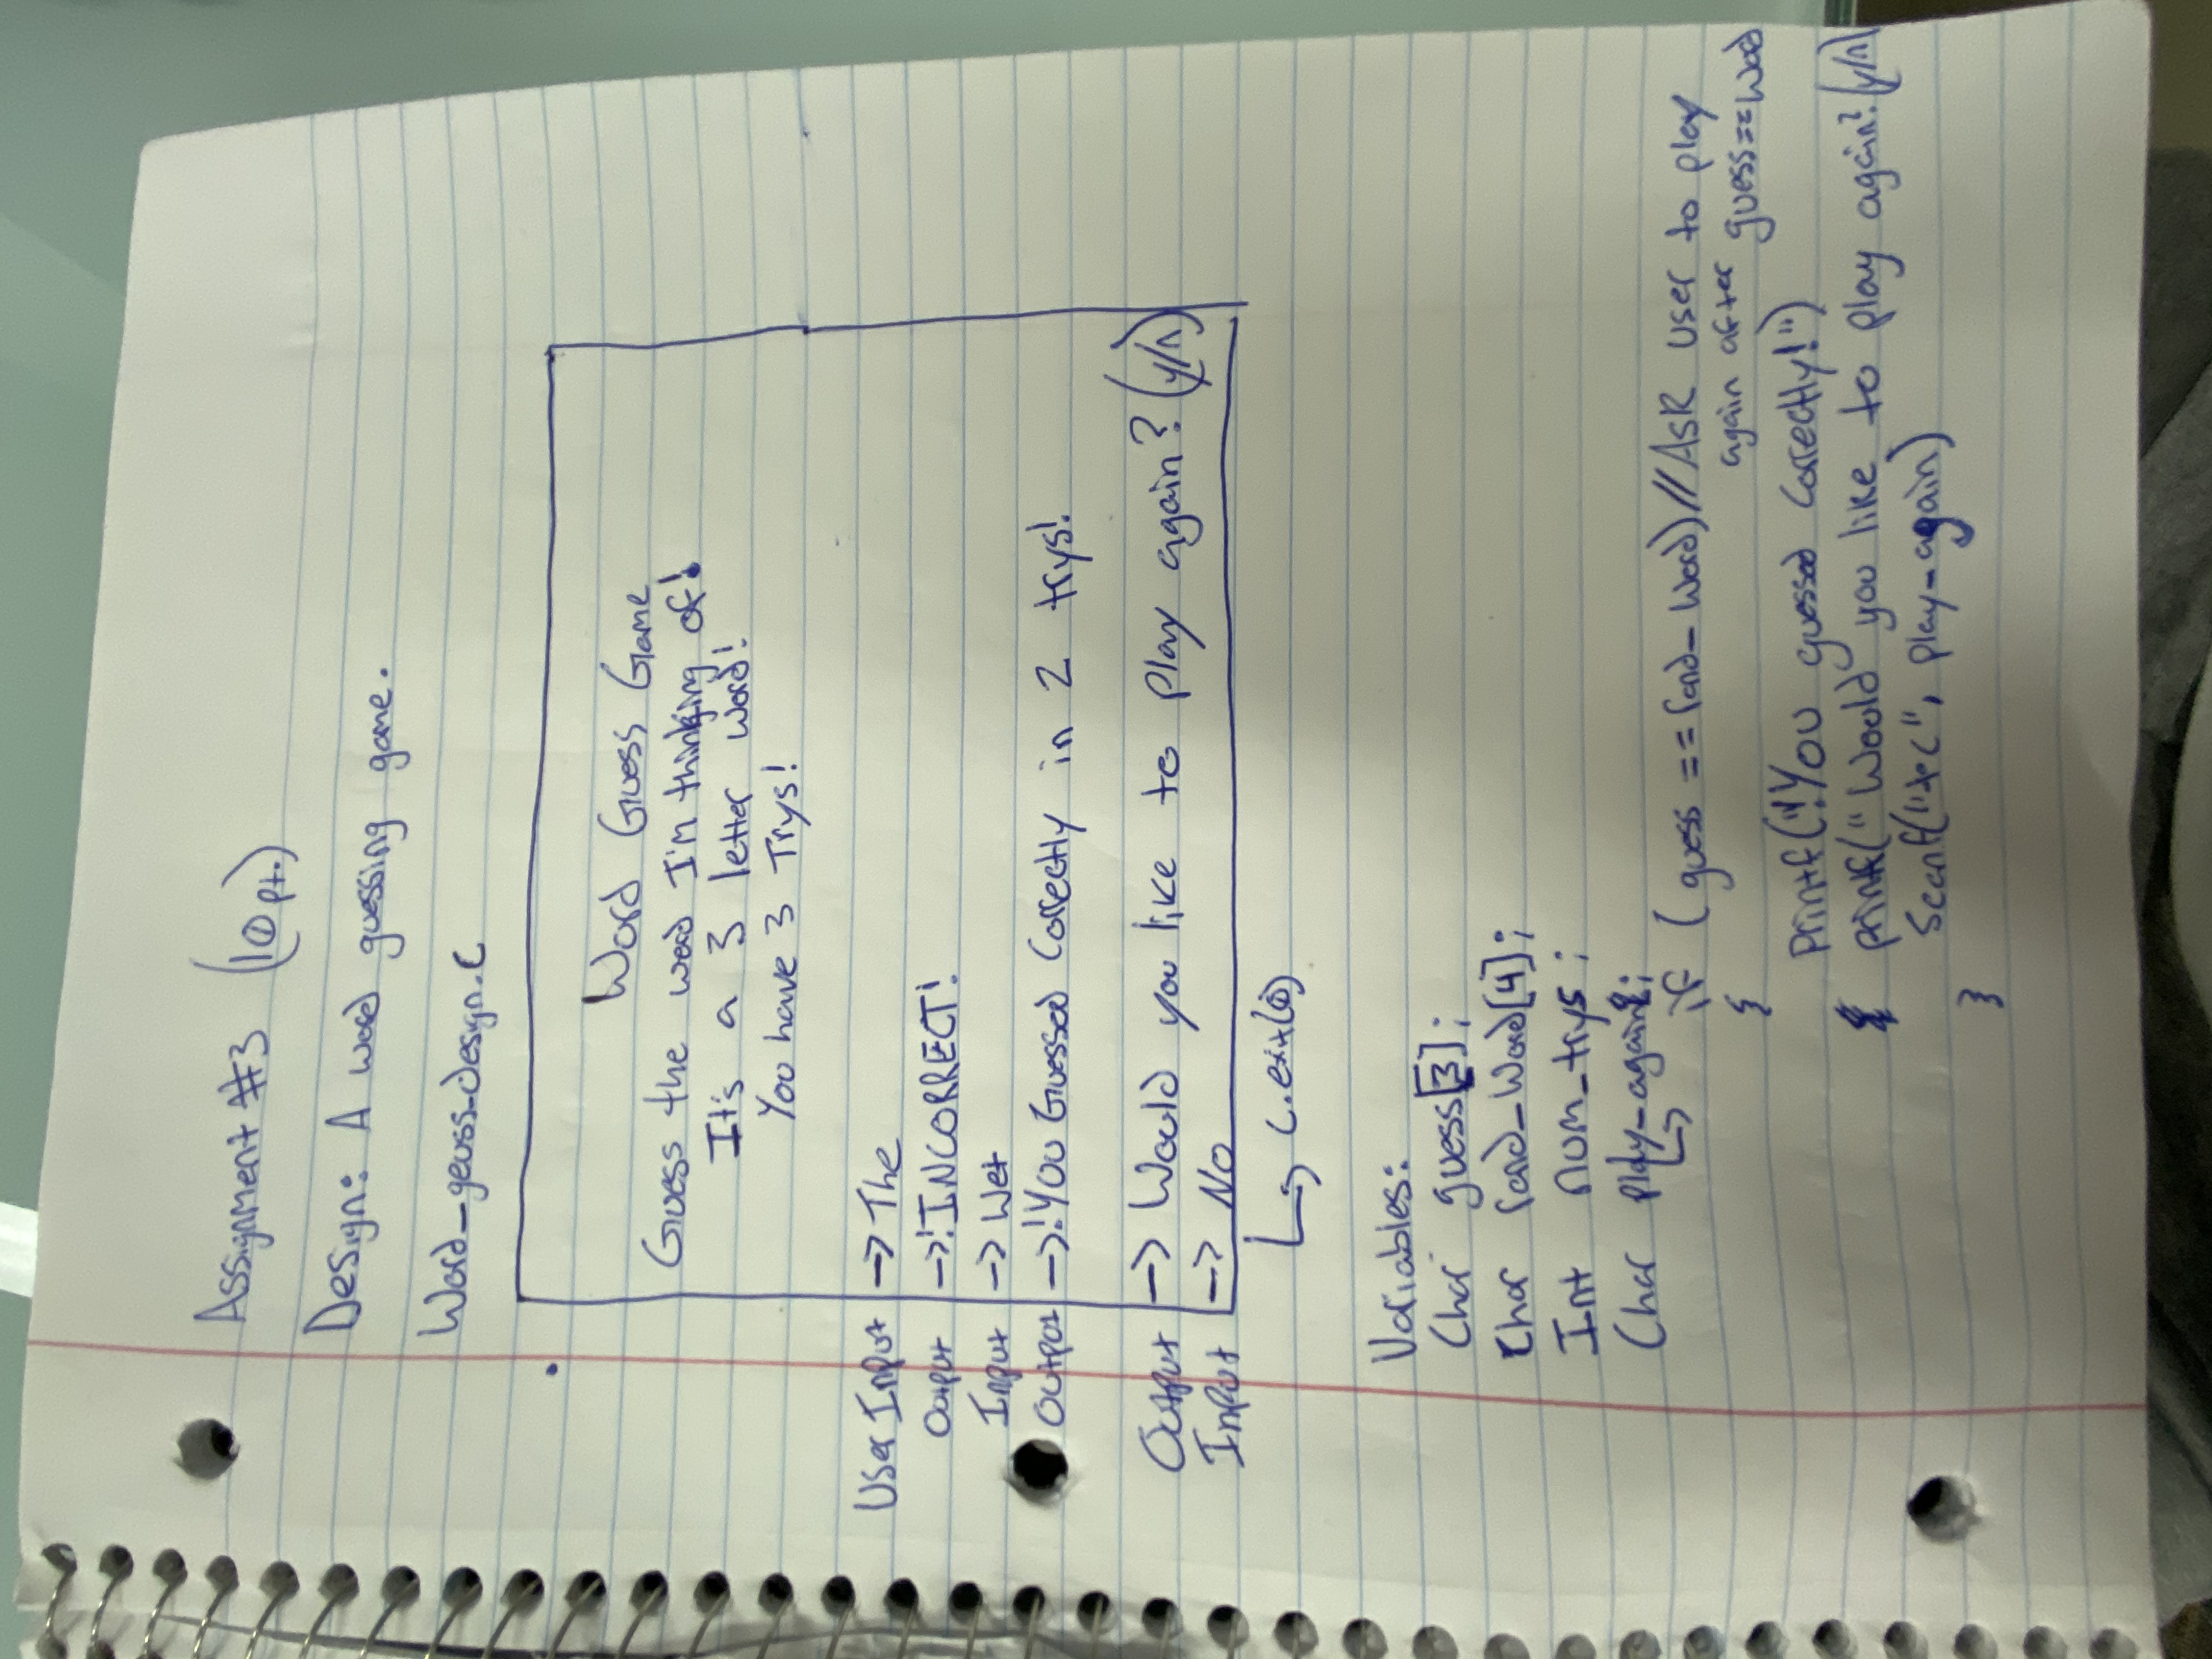 Assignment #3 (10 pt.)
Design: A word guessing game.
Word_geuss_design.C
Word Guess Game
Guess the word I'm thinking of!
It's a 3 letter word!
You have 3 Trys!
User Input -> The
Output ->!INCORRECT!
Input -> Wet
Output ->!YOU Guessed Correctly in 2 trys!
Output -> Would you like to play again? (y/n)
Input -> No
C.exit(0)
Variables:
Char guess[3];
Char rand_Word[4];
Int num_trys;
Char play_again;
if (guess == rand_Word)//Ask user to play
again after guess==word
{
printf("!You guessed Correctly!")
printf("Would you like to play again? (y/n)
Scanf("%c", play_again)
}